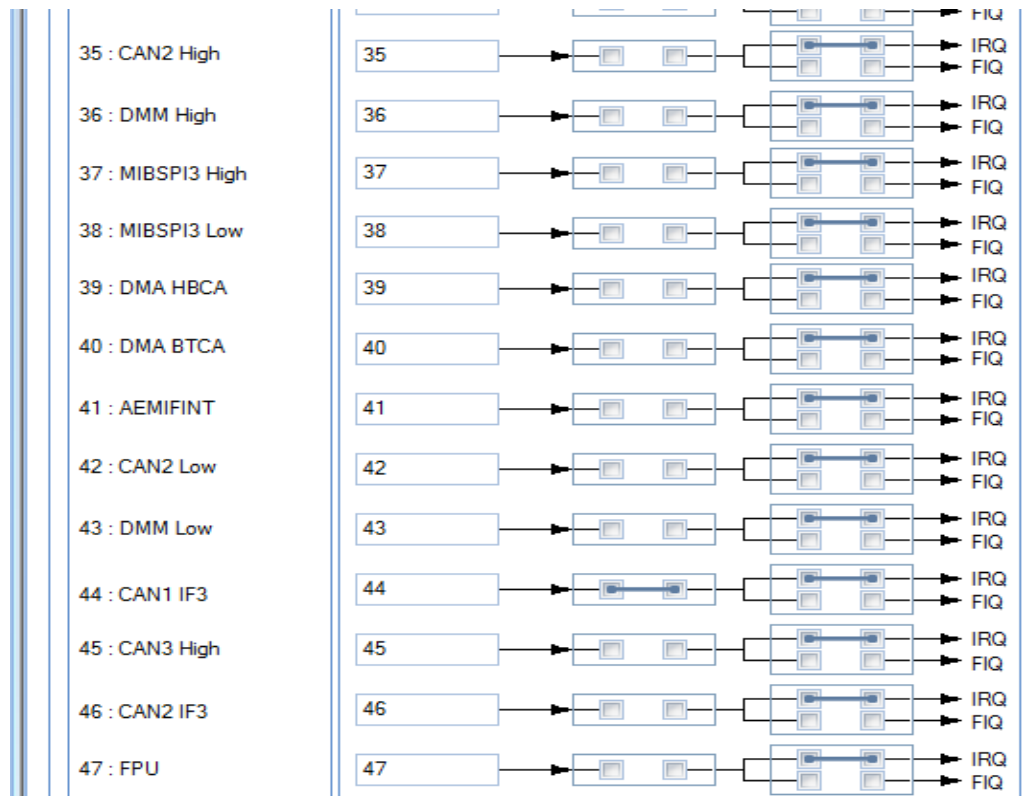 FIQ
35 : CAN2 High 35 IRQ
FIQ
36 : DMM High 36 IRQ
FIQ
37 : MIBSPI3 High 37 IRQ
FIQ
38 : MIBSPI3 Low 38 IRQ
FIQ
39 : DMA HBCA 39 IRQ
FIQ
40 : DMA BTCA 40 IRQ
FIQ
41 : AEMIFINT 41 IRQ
FIQ
42 : CAN2 Low 42 IRQ
FIQ
43 : DMM Low 43 IRQ
FIQ
44 : CAN1 IF3 44 IRQ
FIQ
45 : CAN3 High 45 IRQ
FIQ
46 : CAN2 IF3 46 IRQ
FIQ
47 : FPU 47 IRQ
FIQ